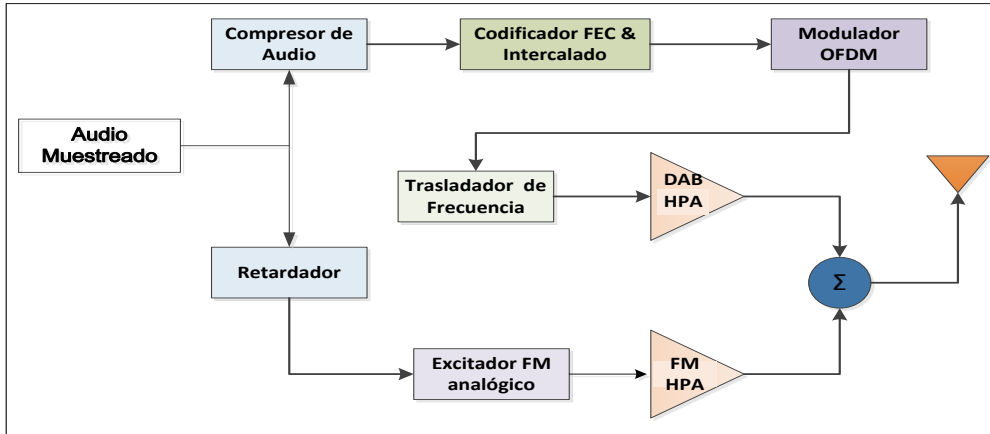 Compresor de
Audio
Codificador FEC &
Intercalado
Modulador
OFDM
Audio
Muestreado
Trasladador de
Frecuencia
DAB
HPA
Retardador
Σ
Excitador FM
analógico
FM
HPA